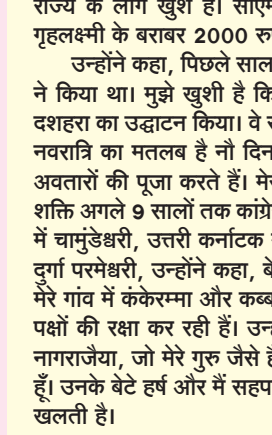 राज्य के लोग खुश हैं। साएम
गृहलक्ष्मी के बराबर 2000 रु
उन्होंने कहा, पिछले साल
ने किया था। मुझे खुशी है कि
दशहरा का उद्घाटन किया। वे
नवरात्रि का मतलब है नौ दिन
अवतारों की पूजा करते हैं। मेर
शक्ति अगले 9 सालों तक कांग्रे
में चामुंडेश्वरी, उत्तरी कर्नाटक
दुर्गा परमेश्वरी, उन्होंने कहा, बे
मेरे गांव में कंकेरम्मा और कब्ब
पक्षों की रक्षा कर रही हैं। उन
नागराजैया, जो मेरे गुरु जैसे है
हूँ। उनके बेटे हर्ष और मैं सहप
खलती है।